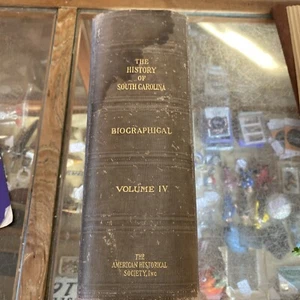 THE
HISTORY
OF
SOUTH CAROLINA
BIOGRAPHICAL
VOLUME IV
THE
AMERICAN HISTORICAL
SOCIETY, INC